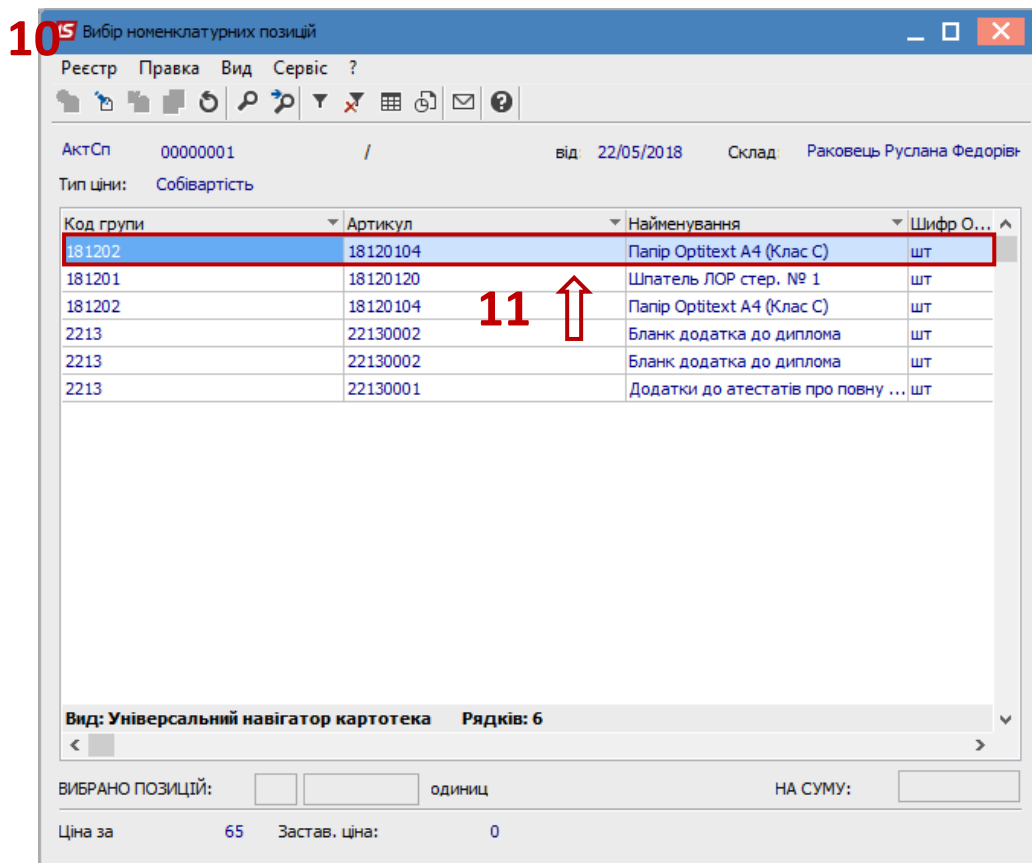 10
Вибір номенклатурних позицій
Реєстр Правка Вид Сервіс ?
АктСп 00000001 / від: 22/05/2018 Склад: Раковець Руслана Федорівн
Тип ціни: Собівартість
Код групи Артикул Найменування Шифр О...
181202 18120104 Папір Optitext А4 (Клас С) шт
181201 18120120 Шпатель ЛОР стер. № 1 шт
181202 18120104 Папір Optitext А4 (Клас С) шт
11
2213 22130002 Бланк додатка до диплома шт
2213 22130002 Бланк додатка до диплома шт
2213 22130001 Додатки до атестатів про повну ... шт
Вид: Універсальний навігатор картотека Рядків: 6
ВИБРАНО ПОЗИЦІЙ: одиниц НА СУМУ:
Ціна за 65 Застав. ціна: 0